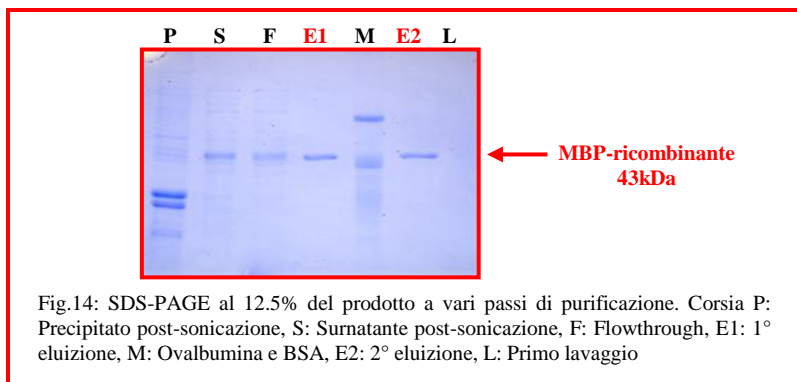 P S F E1 M E2 L
MBP-ricombinante
43kDa
Fig.14: SDS-PAGE al 12.5% del prodotto a vari passi di purificazione. Corsia P:
Precipitato post-sonicazione, S: Surnatante post-sonicazione, F: Flowthrough, E1: 1°
eluizione, M: Ovalbumina e BSA, E2: 2° eluizione, L: Primo lavaggio